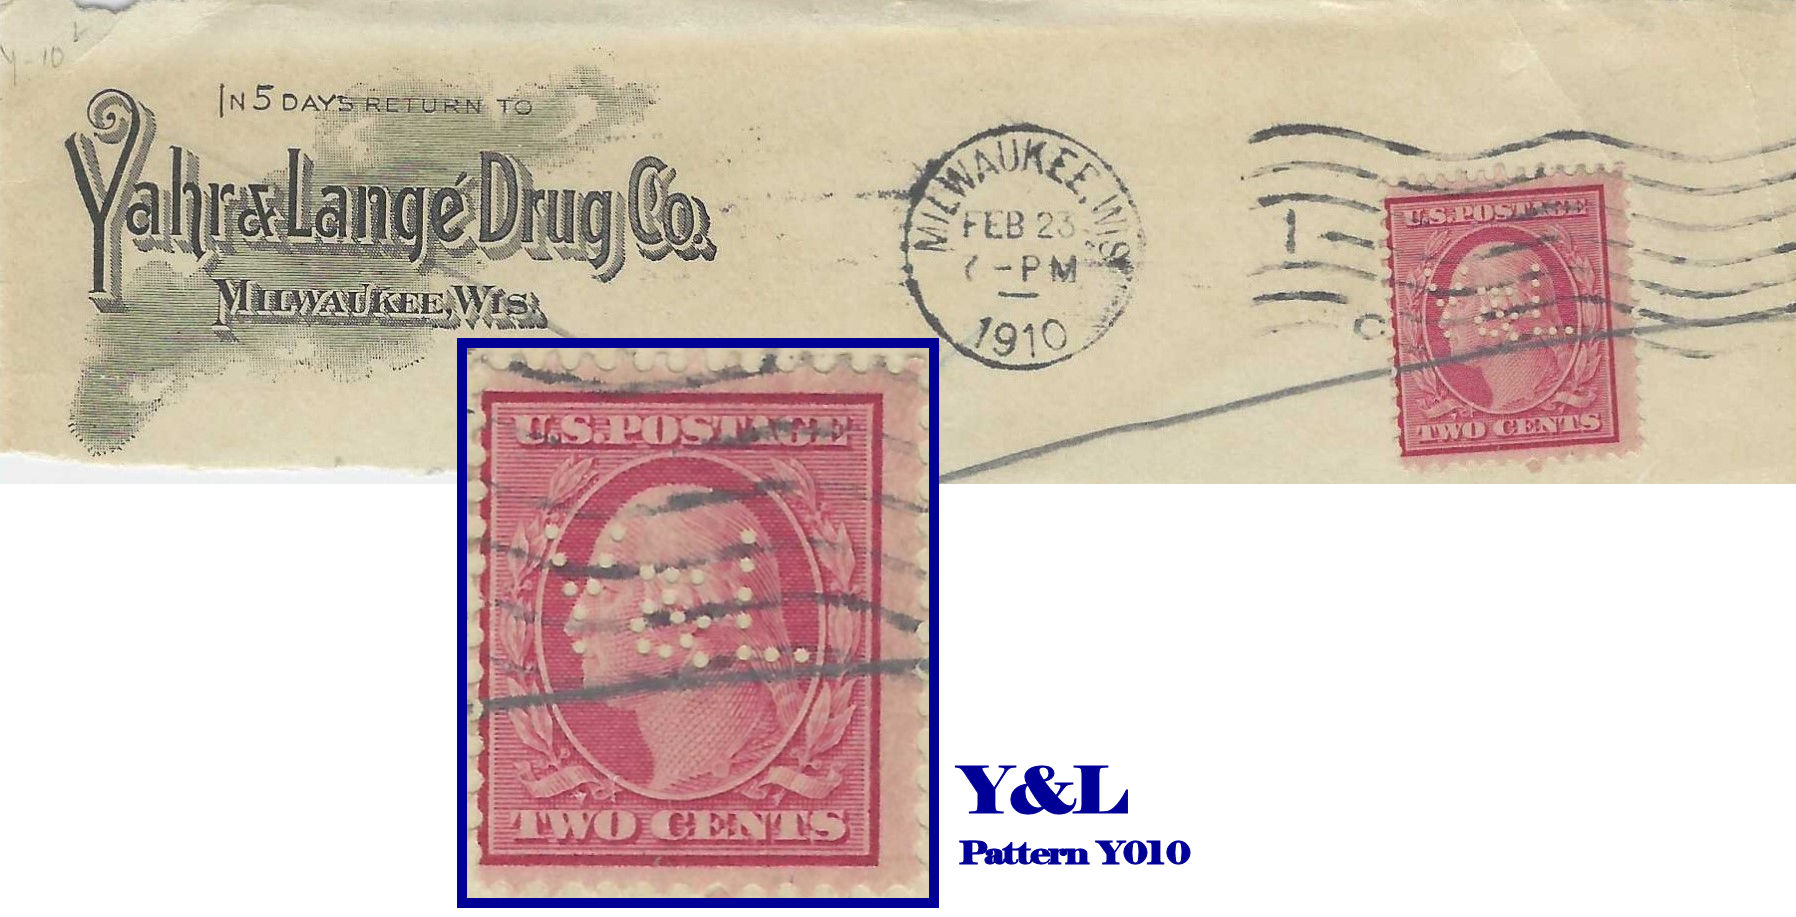 Y-10
IN 5 DAYS RETURN TO
Yahr & Langé Drug Co.
MILWAUKEE, WIS.
MILWAUKEE, WIS.
FEB 23
-PM
1910
1
U.S. POSTAGE
TWO CENTS
U.S. POSTAGE
Y&L
TWO CENTS
Y&L
Pattern Y010